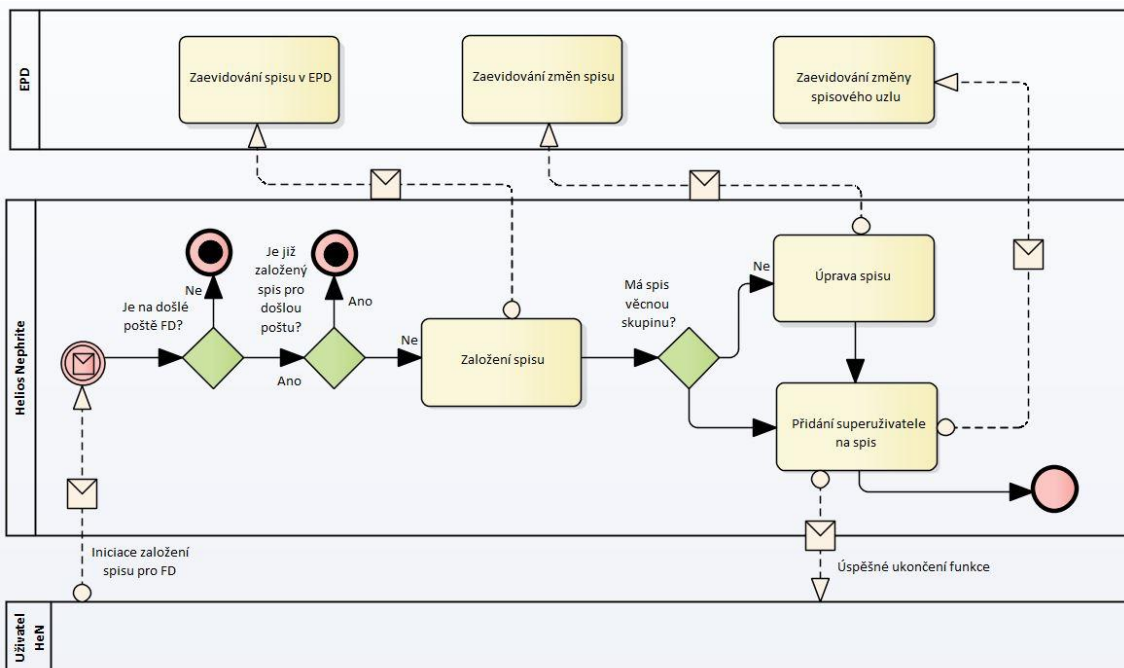 EPD
Zaevidování spisu v EPD
Zaevidování změn spisu
Zaevidování změny
spisového uzlu
Helios Nephrite
Je na došlé
poště FD?
Ne
Ano
Je již
založený
spis pro
došlou
poštu?
Ano
Ne
Založení spisu
Má spis
věcnou
skupinu?
Ne
Úprava spisu
Přidání superuživatele
na spis
Iniciace založení
spisu pro FD
Úspěšné ukončení funkce
Uživatel
HeN